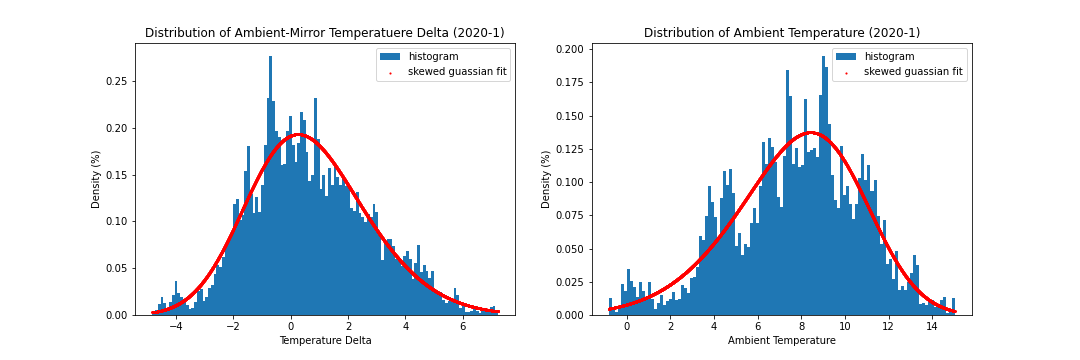 Distribution of Ambient-Mirror Temperatuere Delta (2020-1)
histogram
skewed guassian fit
Density (%)
0.25
0.20
0.15
0.10
0.05
0.00
−4 −2 0 2 4 6
Temperature Delta
Distribution of Ambient Temperature (2020-1)
histogram
skewed guassian fit
Density (%)
0.200
0.175
0.150
0.125
0.100
0.075
0.050
0.025
0.000
0 2 4 6 8 10 12 14
Ambient Temperature